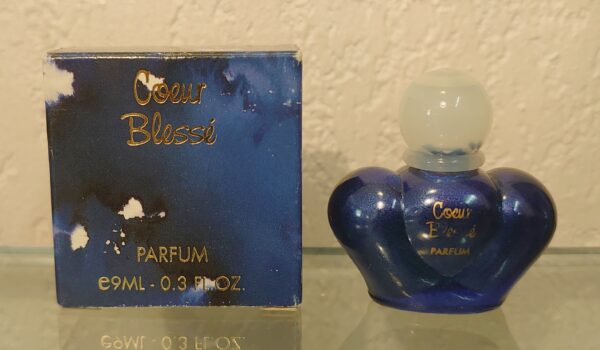 Coeur
Blessé
PARFUM
e9ML - 0.3 FL.OZ.
Coeur
Blessé
PARFUM